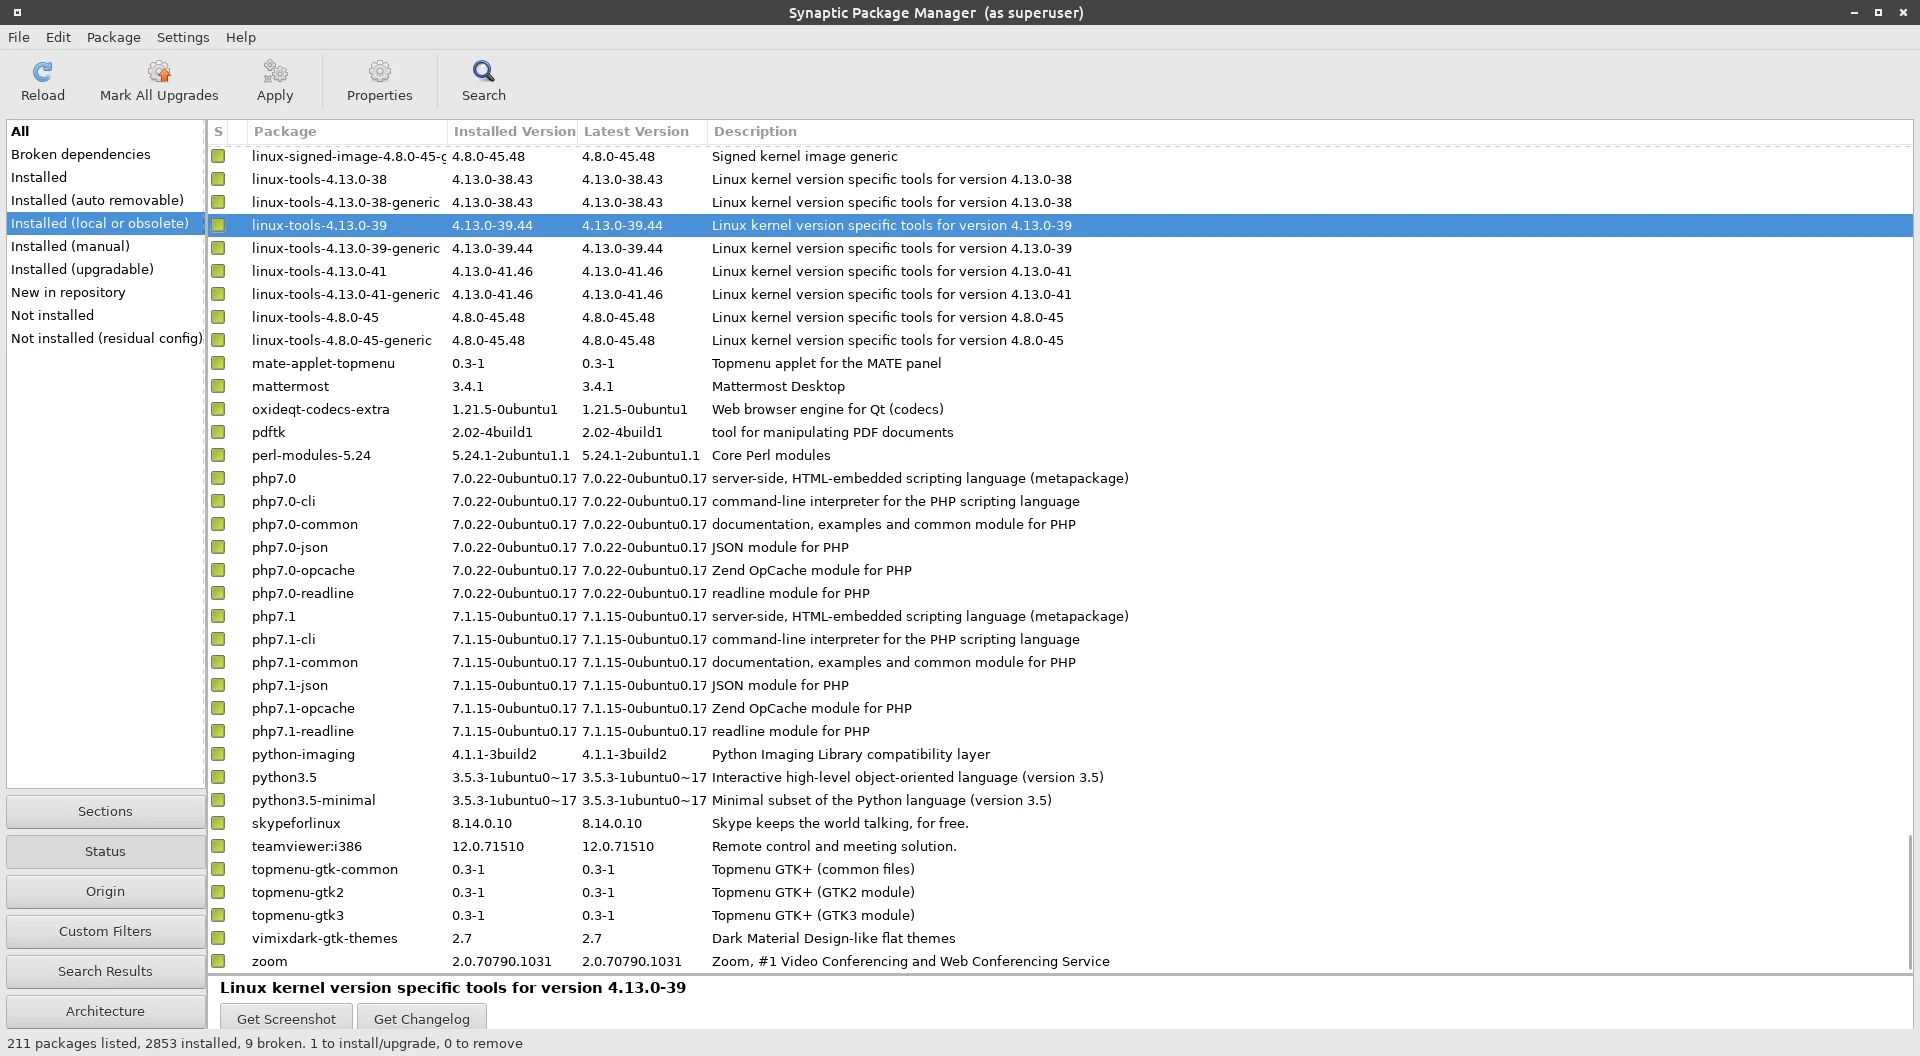 Synaptic Package Manager (as superuser)
File Edit Package Settings Help
Reload Mark All Upgrades Apply Properties Search
All
Broken dependencies
Installed
Installed (auto removable)
Installed (local or obsolete)
Installed (manual)
Installed (upgradable)
New in repository
Not installed
Not installed (residual config)
Sections
Status
Origin
Custom Filters
Search Results
Architecture
S Package Installed Version Latest Version Description
linux-signed-image-4.8.0-45-g 4.8.0-45.48 4.8.0-45.48 Signed kernel image generic
linux-tools-4.13.0-38 4.13.0-38.43 4.13.0-38.43 Linux kernel version specific tools for version 4.13.0-38
linux-tools-4.13.0-38-generic 4.13.0-38.43 4.13.0-38.43 Linux kernel version specific tools for version 4.13.0-38
linux-tools-4.13.0-39 4.13.0-39.44 4.13.0-39.44 Linux kernel version specific tools for version 4.13.0-39
linux-tools-4.13.0-39-generic 4.13.0-39.44 4.13.0-39.44 Linux kernel version specific tools for version 4.13.0-39
linux-tools-4.13.0-41 4.13.0-41.46 4.13.0-41.46 Linux kernel version specific tools for version 4.13.0-41
linux-tools-4.13.0-41-generic 4.13.0-41.46 4.13.0-41.46 Linux kernel version specific tools for version 4.13.0-41
linux-tools-4.8.0-45 4.8.0-45.48 4.8.0-45.48 Linux kernel version specific tools for version 4.8.0-45
linux-tools-4.8.0-45-generic 4.8.0-45.48 4.8.0-45.48 Linux kernel version specific tools for version 4.8.0-45
mate-applet-topmenu 0.3-1 0.3-1 Topmenu applet for the MATE panel
mattermost 3.4.1 3.4.1 Mattermost Desktop
oxideqt-codecs-extra 1.21.5-0ubuntu1 1.21.5-0ubuntu1 Web browser engine for Qt (codecs)
pdftk 2.02-4build1 2.02-4build1 tool for manipulating PDF documents
perl-modules-5.24 5.24.1-2ubuntu1.1 5.24.1-2ubuntu1.1 Core Perl modules
php7.0 7.0.22-0ubuntu0.17 7.0.22-0ubuntu0.17 server-side, HTML-embedded scripting language (metapackage)
php7.0-cli 7.0.22-0ubuntu0.17 7.0.22-0ubuntu0.17 command-line interpreter for the PHP scripting language
php7.0-common 7.0.22-0ubuntu0.17 7.0.22-0ubuntu0.17 documentation, examples and common module for PHP
php7.0-json 7.0.22-0ubuntu0.17 7.0.22-0ubuntu0.17 JSON module for PHP
php7.0-opcache 7.0.22-0ubuntu0.17 7.0.22-0ubuntu0.17 Zend OpCache module for PHP
php7.0-readline 7.0.22-0ubuntu0.17 7.0.22-0ubuntu0.17 readline module for PHP
php7.1 7.1.15-0ubuntu0.17 7.1.15-0ubuntu0.17 server-side, HTML-embedded scripting language (metapackage)
php7.1-cli 7.1.15-0ubuntu0.17 7.1.15-0ubuntu0.17 command-line interpreter for the PHP scripting language
php7.1-common 7.1.15-0ubuntu0.17 7.1.15-0ubuntu0.17 documentation, examples and common module for PHP
php7.1-json 7.1.15-0ubuntu0.17 7.1.15-0ubuntu0.17 JSON module for PHP
php7.1-opcache 7.1.15-0ubuntu0.17 7.1.15-0ubuntu0.17 Zend OpCache module for PHP
php7.1-readline 7.1.15-0ubuntu0.17 7.1.15-0ubuntu0.17 readline module for PHP
python-imaging 4.1.1-3build2 4.1.1-3build2 Python Imaging Library compatibility layer
python3.5 3.5.3-1ubuntu0~17 3.5.3-1ubuntu0~17 Interactive high-level object-oriented language (version 3.5)
python3.5-minimal 3.5.3-1ubuntu0~17 3.5.3-1ubuntu0~17 Minimal subset of the Python language (version 3.5)
skypeforlinux 8.14.0.10 8.14.0.10 Skype keeps the world talking, for free.
teamviewer:i386 12.0.71510 12.0.71510 Remote control and meeting solution.
topmenu-gtk-common 0.3-1 0.3-1 Topmenu GTK+ (common files)
topmenu-gtk2 0.3-1 0.3-1 Topmenu GTK+ (GTK2 module)
topmenu-gtk3 0.3-1 0.3-1 Topmenu GTK+ (GTK3 module)
vimixdark-gtk-themes 2.7 2.7 Dark Material Design-like flat themes
zoom 2.0.70790.1031 2.0.70790.1031 Zoom, #1 Video Conferencing and Web Conferencing Service
Linux kernel version specific tools for version 4.13.0-39
Get Screenshot Get Changelog
211 packages listed, 2853 installed, 9 broken. 1 to install/upgrade, 0 to remove